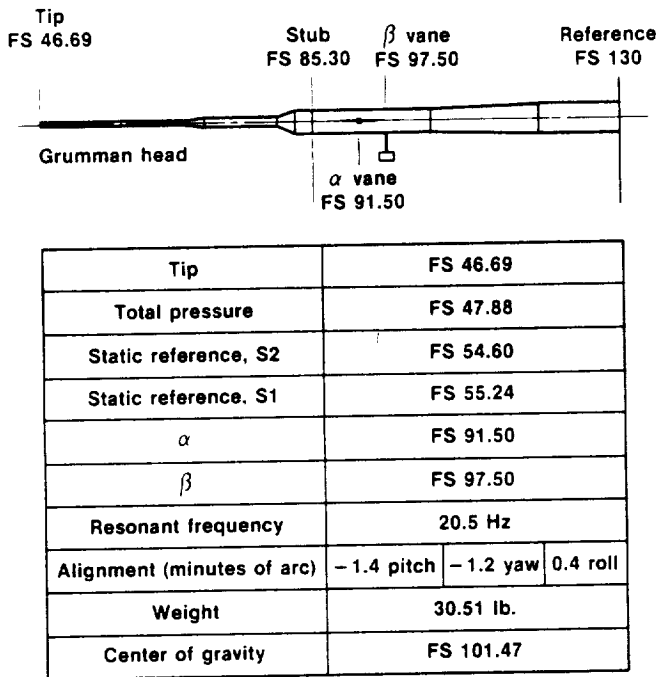 Tip
FS 46.69
Stub
FS 85.30
β vane
FS 97.50
Reference
FS 130
Grumman head
α vane
FS 91.50
Tip FS 46.69
Total pressure FS 47.88
Static reference, S2 FS 54.60
Static reference. S1 FS 55.24
α FS 91.50
β FS 97.50
Resonant frequency 20.5 Hz
Alignment (minutes of arc) – 1.4 pitch – 1.2 yaw 0.4 roll
Weight 30.51 lb.
Center of gravity FS 101.47